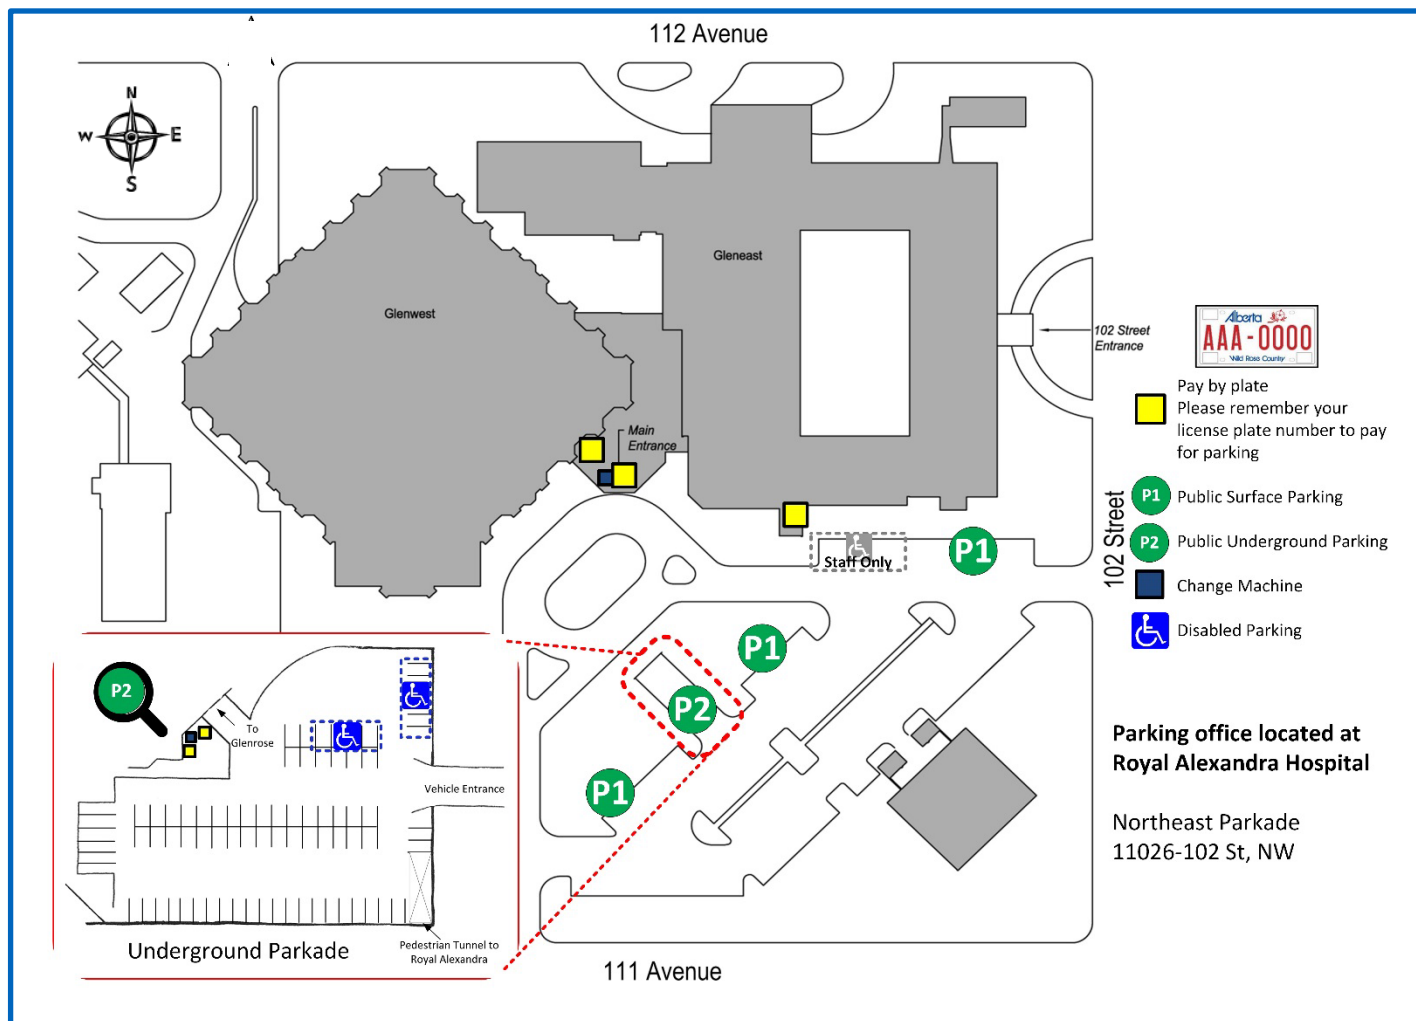 112 Avenue
N
W
E
S
Gleneast
Glenwest
102 Street
Entrance
Main
Entrance
Alberta
AAA-0000
Wild Rose Country
Pay by plate
Please remember your
license plate number to pay
for parking
P1
Public Surface Parking
P2
Public Underground Parking
Change Machine
Disabled Parking
102 Street
Staff Only
P1
P1
P2
P1
P2
To
Glenrose
Vehicle Entrance
Underground Parkade
Pedestrian Tunnel to
Royal Alexandra
Parking office located at
Royal Alexandra Hospital
Northeast Parkade
11026-102 St, NW
111 Avenue